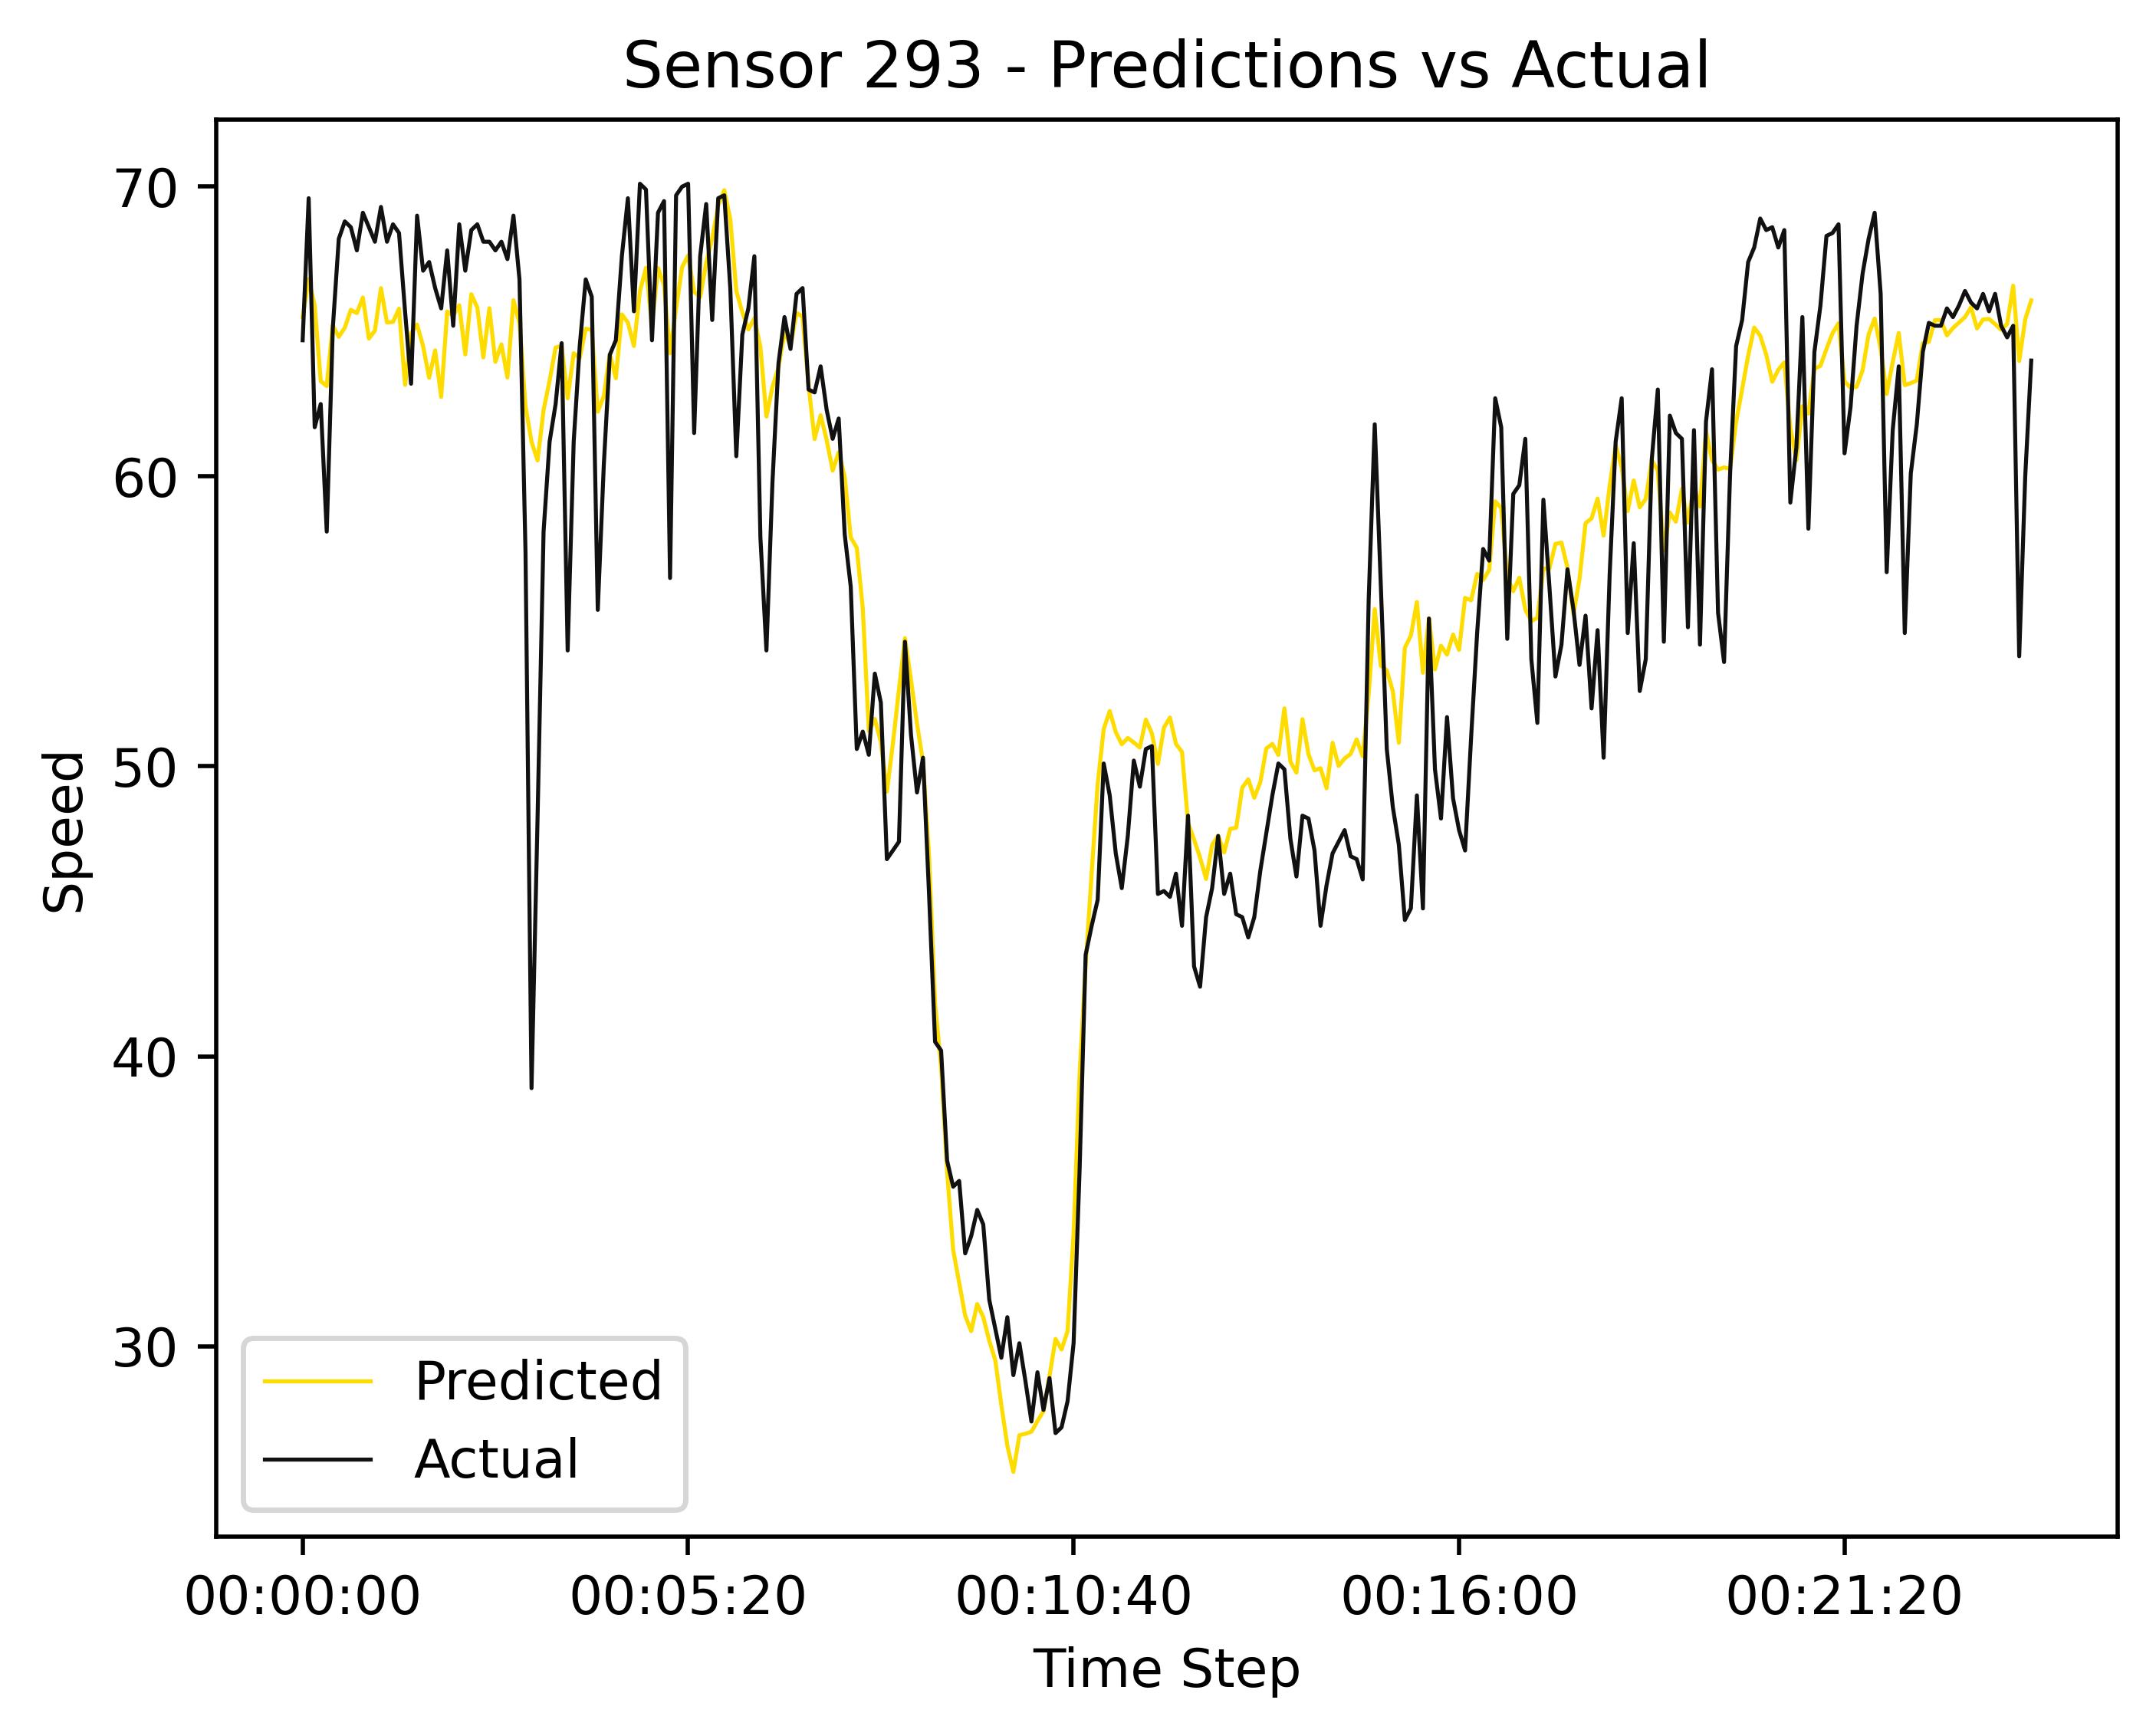 Sensor 293 - Predictions vs Actual
70
60
50
40
30
Speed
Predicted
Actual
00:00:00 00:05:20 00:10:40 00:16:00 00:21:20
Time Step